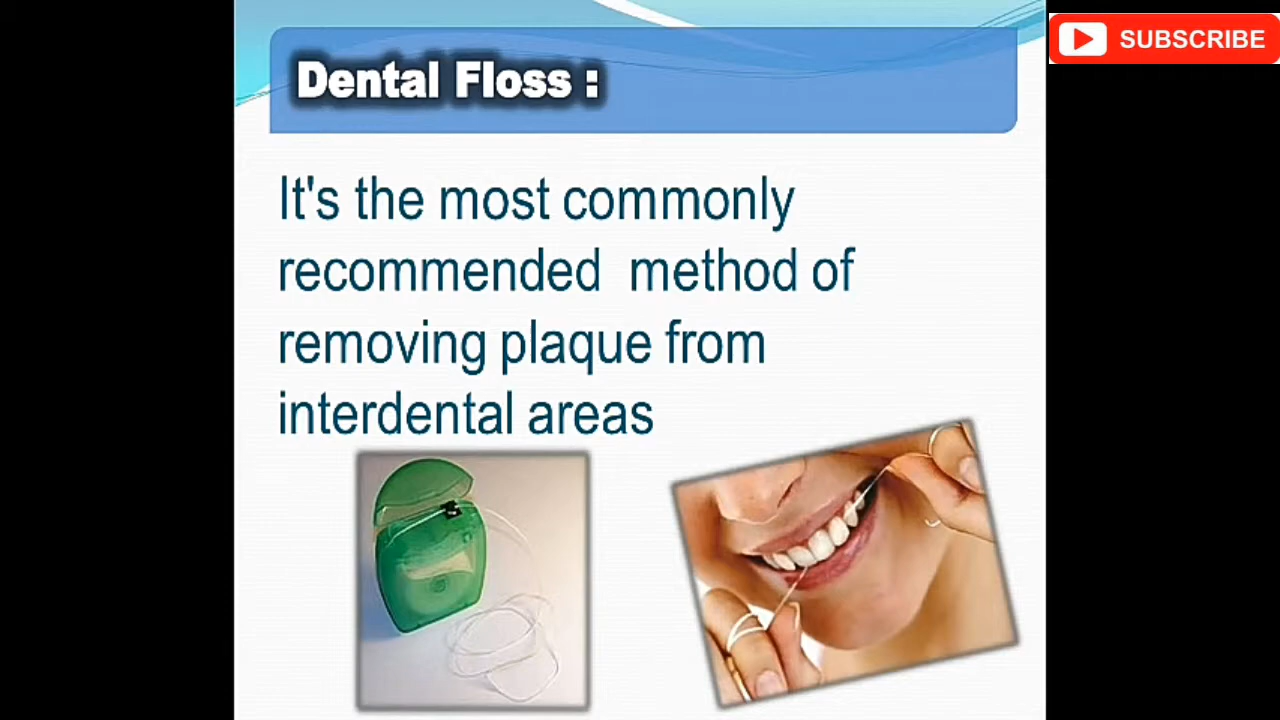 SUBSCRIBE
Dental Floss :
It's the most commonly
recommended method of
removing plaque from
interdental areas